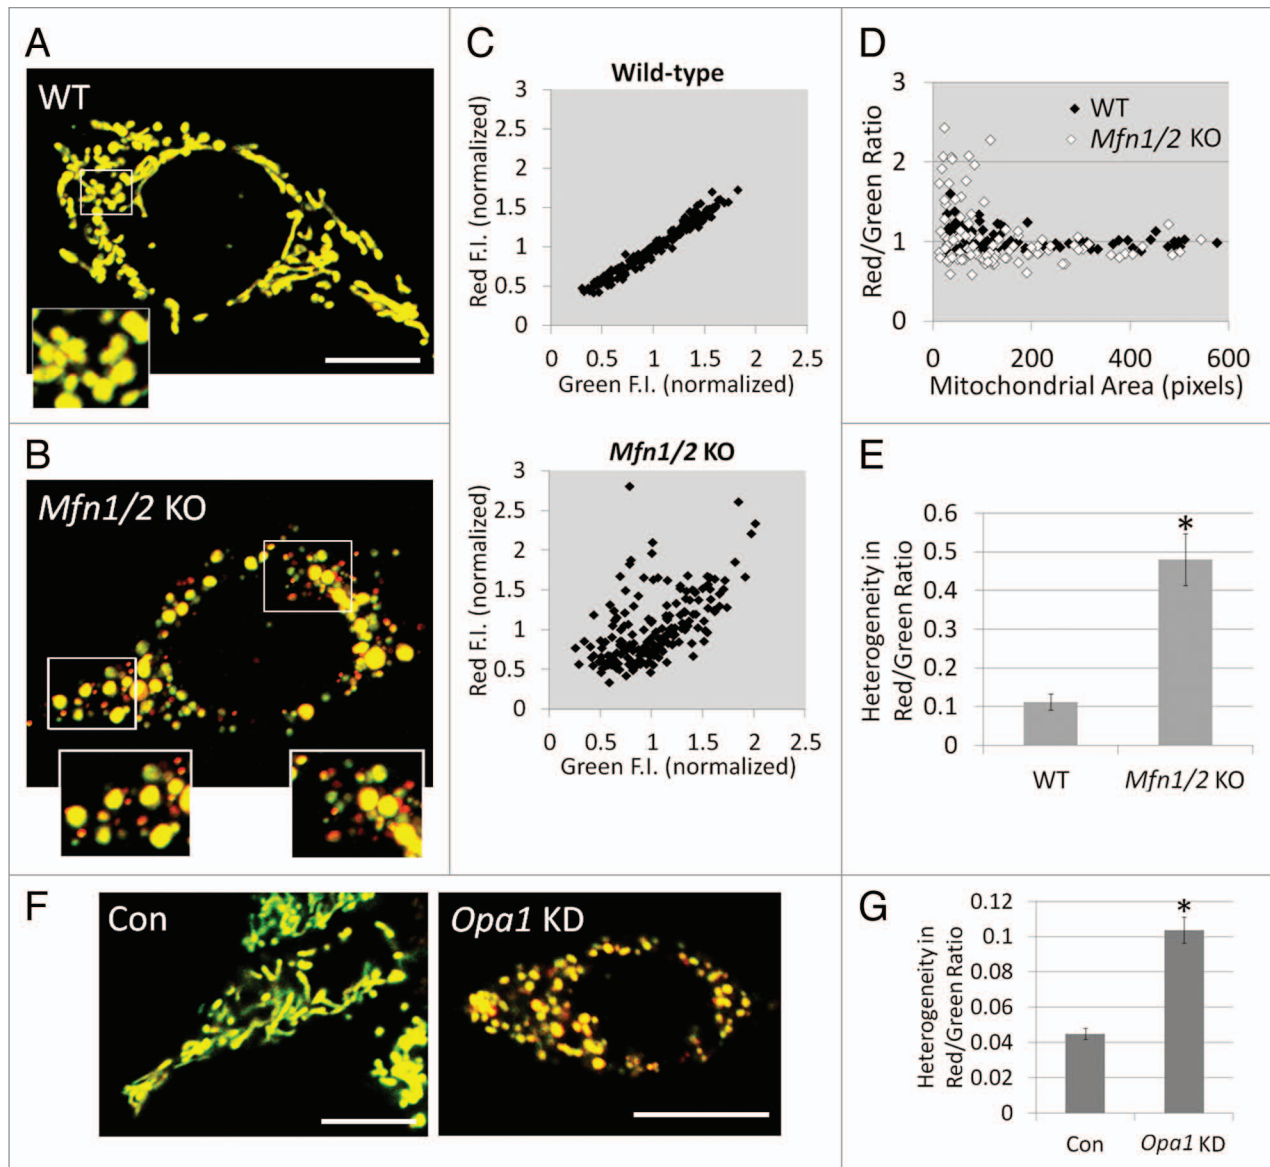 A
WT
B
Mfn1/2 KO
C
Wild-type
3
2.5
2
1.5
1
0.5
0
0 0.5 1 1.5 2 2.5
Red F.I. (normalized)
Green F.I. (normalized)
Mfn1/2 KO
3
2.5
2
1.5
1
0.5
0
0 0.5 1 1.5 2 2.5
Red F.I. (normalized)
Green F.I. (normalized)
D
3
2
1
0
0 200 400 600
Red/Green Ratio
Mitochondrial Area (pixels)
WT
Mfn1/2 KO
E
0.6
0.5
0.4
0.3
0.2
0.1
0
Heterogeneity in
Red/Green Ratio
*
WT Mfn1/2 KO
F
Con
Opa1 KD
G
0.12
0.1
0.08
0.06
0.04
0.02
0
Heterogeneity in
Red/Green Ratio
*
Con Opa1 KD